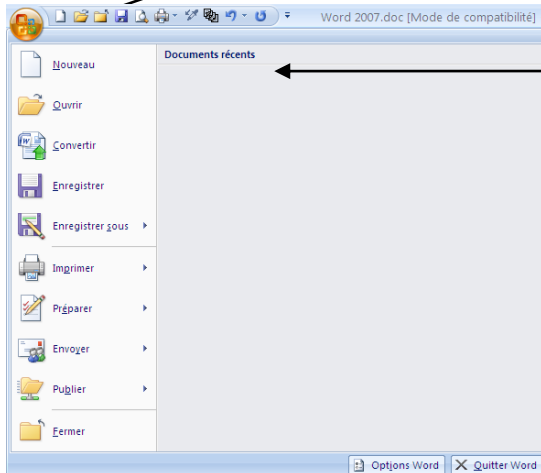 Word 2007.doc [Mode de compatibilité]
Documents récents
Nouveau
Ouvrir
Convertir
Enregistrer
Enregistrer sous
Imprimer
Préparer
Envoyer
Publier
Fermer
Options Word
Quitter Word